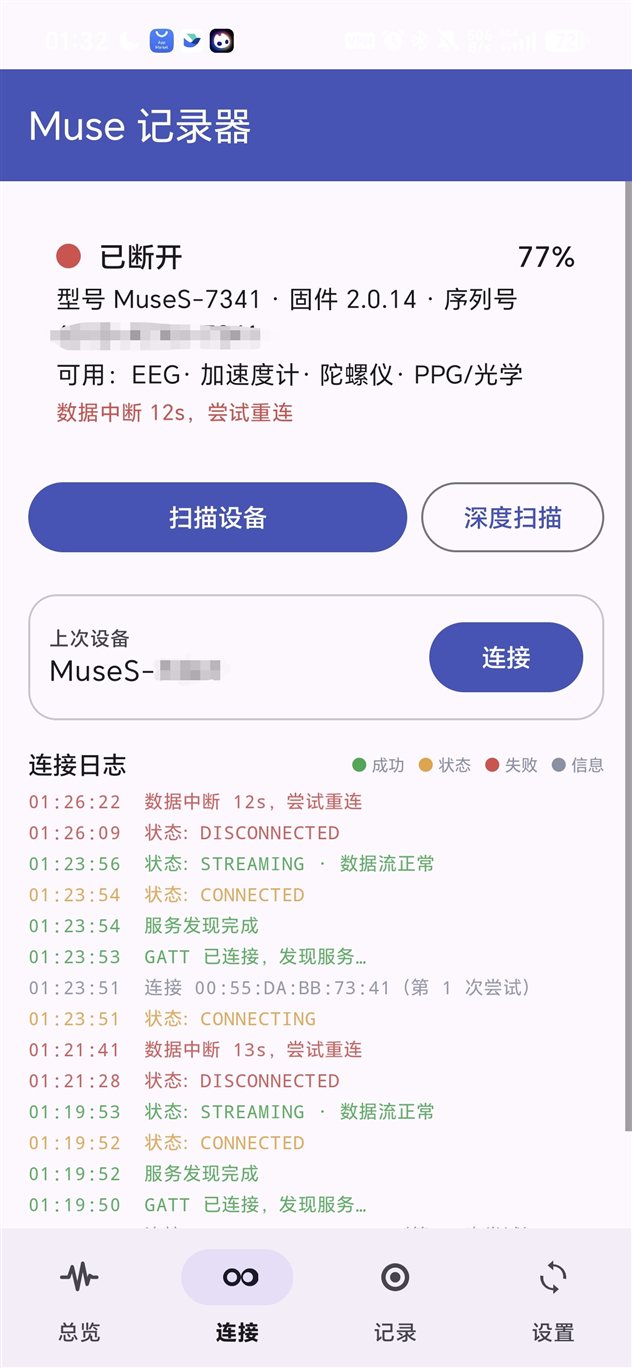 01:32
Muse 记录器
已断开 77%
型号 MuseS-7341 · 固件 2.0.14 · 序列号
可用：EEG· 加速度计· 陀螺仪· PPG/光学
数据中断 12s，尝试重连
扫描设备 深度扫描
上次设备
MuseS-
连接
连接日志 成功 状态 失败 信息
01:26:22 数据中断 12s，尝试重连
01:26:09 状态: DISCONNECTED
01:23:56 状态: STREAMING · 数据流正常
01:23:54 状态: CONNECTED
01:23:54 服务发现完成
01:23:53 GATT 已连接，发现服务…
01:23:51 连接 00:55:DA:BB:73:41（第 1 次尝试）
01:23:51 状态: CONNECTING
01:21:41 数据中断 13s，尝试重连
01:21:28 状态: DISCONNECTED
01:19:53 状态: STREAMING · 数据流正常
01:19:52 状态: CONNECTED
01:19:52 服务发现完成
01:19:50 GATT 已连接，发现服务…
总览 连接 记录 设置